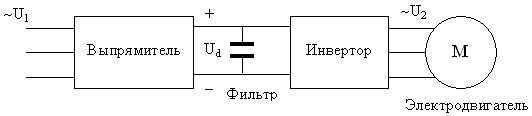 ~U1
Выпрямитель
+
Ud
–
Фильтр
Инвертор
~U2
М
Электродвигатель